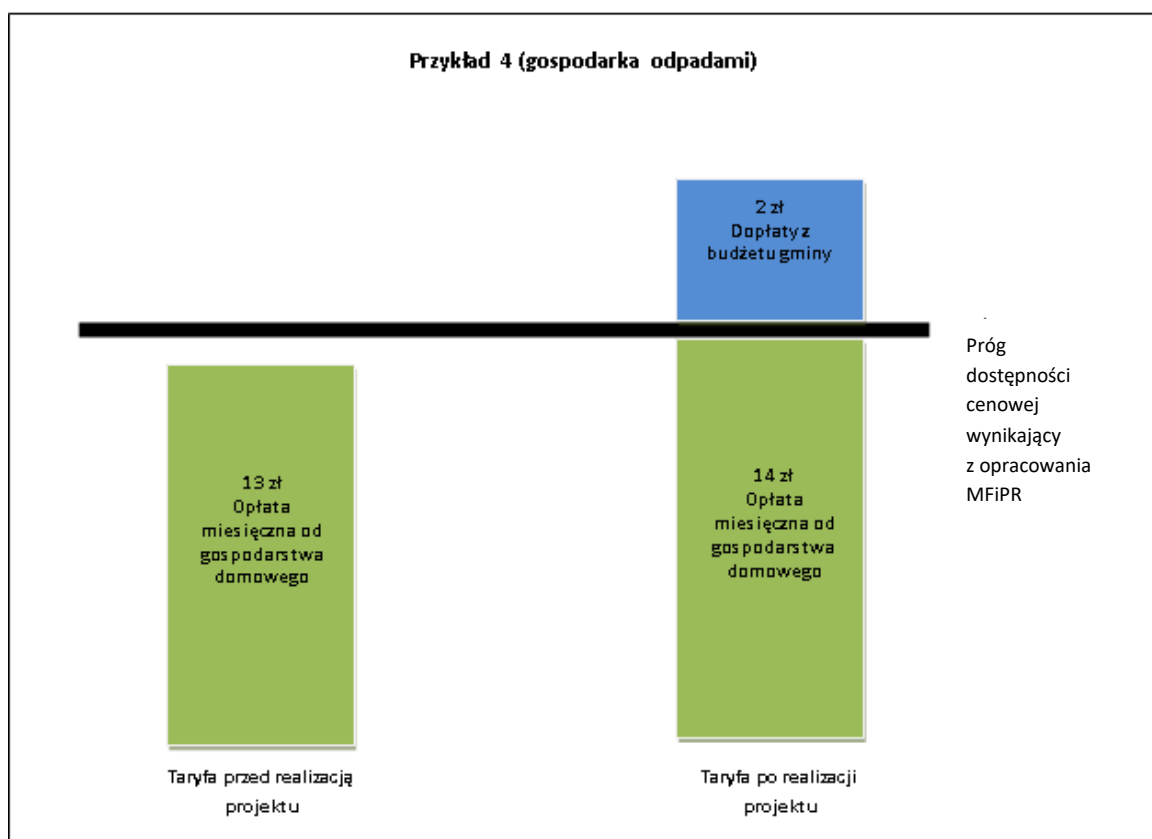 Przykład 4 (gospodarka odpadami)
2 zł
Dopłaty z
budżetu gminy
Próg
dostępności
cenowej
wynikający
z opracowania
MFiPR
13 zł
Opłata
miesięczna od
gospodarstwa
domowego
14 zł
Opłata
miesięczna od
gospodarstwa
domowego
Taryfa przed realizacją
projektu
Taryfa po realizacji
projektu